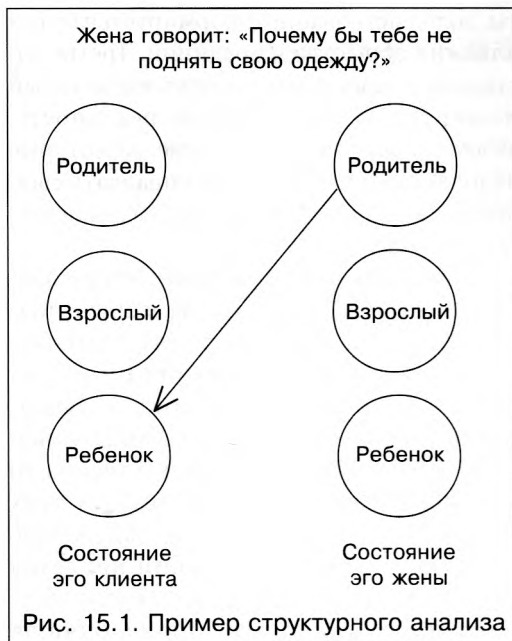 Жена говорит: «Почему бы тебе не
поднять свою одежду?»
Родитель Родитель
Взрослый Взрослый
Ребенок Ребенок
Состояние Состояние
эго клиента эго жены
Рис. 15.1. Пример структурного анализа